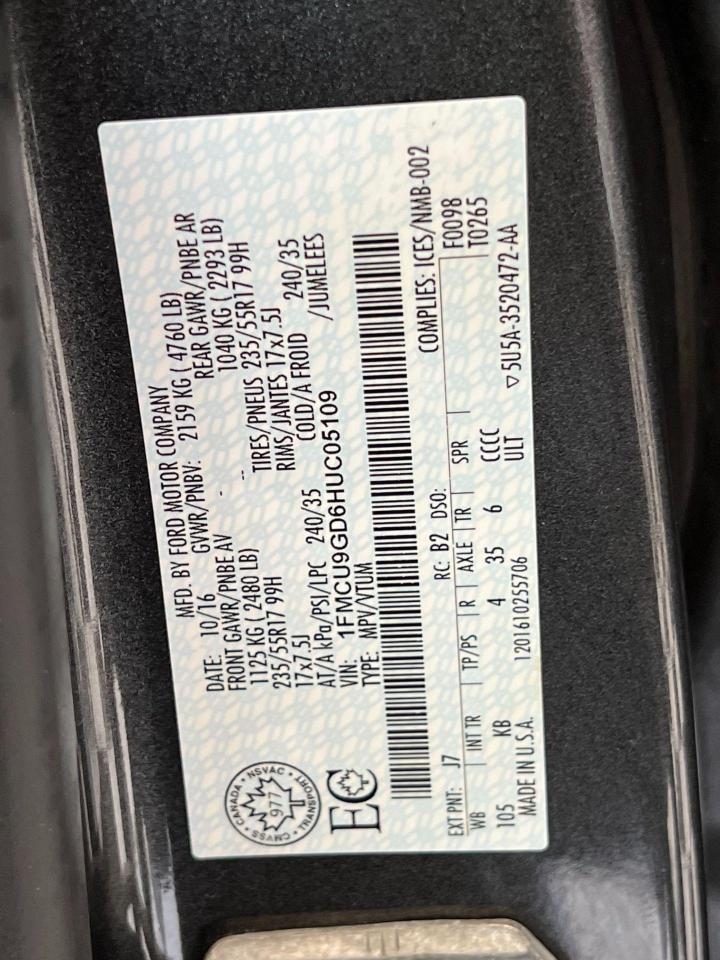 MFD. BY FORD MOTOR COMPANY
DATE: 10/16 GVWR/PNBV: 2159 KG ( 4760 LB)
FRONT GAWR/PNBE AV - REAR GAWR/PNBE AR
1125 KG ( 2480 LB) -- 1040 KG ( 2293 LB)
235/55R17 99H TIRES/PNEUS 235/55R17 99H
17x7.5J RIMS/JANTES 17x7.5J
AT/A kPa/PSI/LPC 240/35 COLD/A FROID 240/35
VIN: 1FMCU9GD6HUC05109 /JUMELEES
TYPE: MPV/VTUM
CMVSS • CANADA • NSVAC • TRANSPORT
977
EC
COMPLIES: ICES/NMB-002
EXT PNT: J7 RC: B2 DSO: F0098
WB INT TR TP/PS R AXLE TR SPR T0265
105 KB 4 35 6 CCCC
ULT
MADE IN U.S.A. 1201610255706 ▽5U5A-3520472-AA